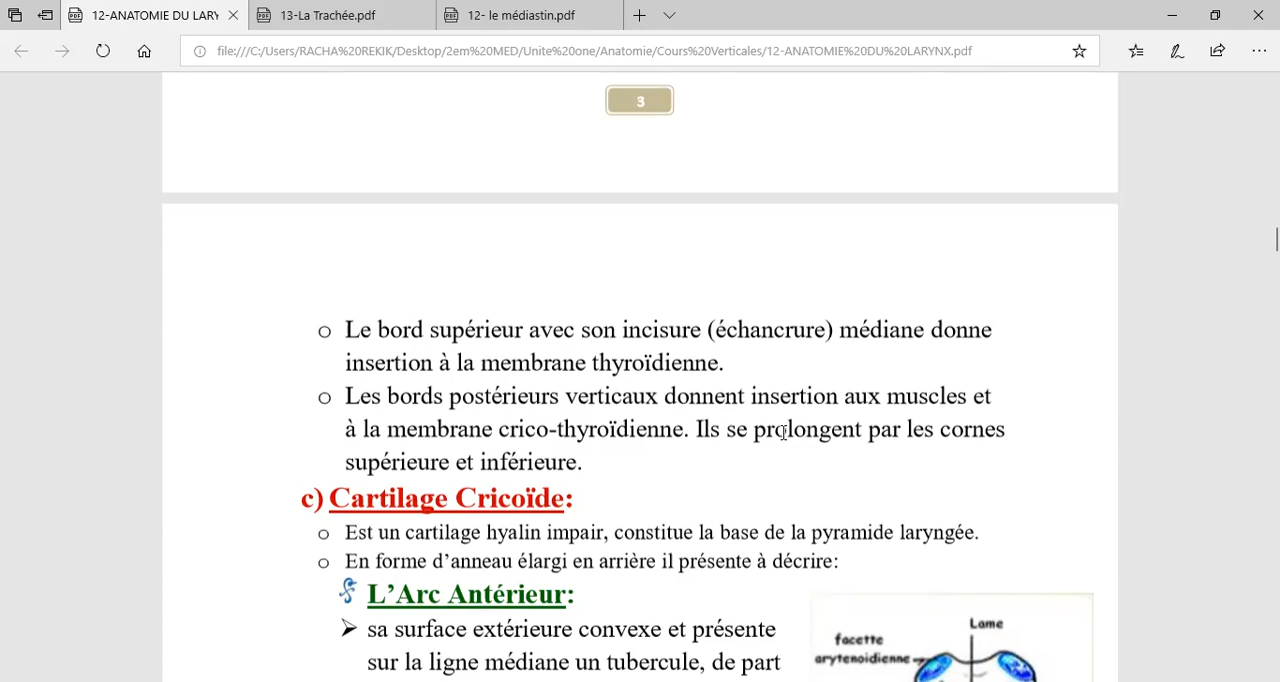 12-ANATOMIE DU LARY
13-La Trachée.pdf
12- le médiastin.pdf
file:///C:/Users/RACHA%20REKIK/Desktop/2em%20MED/Unite%20one/Anatomie/Cours%20Verticales/12-ANATOMIE%20DU%20LARYNX.pdf
3
o Le bord supérieur avec son incisure (échancrure) médiane donne
insertion à la membrane thyroïdienne.
o Les bords postérieurs verticaux donnent insertion aux muscles et
à la membrane crico-thyroïdienne. Ils se prolongent par les cornes
supérieure et inférieure.
c) Cartilage Cricoïde:
o Est un cartilage hyalin impair, constitue la base de la pyramide laryngée.
o En forme d'anneau élargi en arrière il présente à décrire:
L'Arc Antérieur:
➢ sa surface extérieure convexe et présente
sur la ligne médiane un tubercule, de part
Lame
facette
arytenoidienne